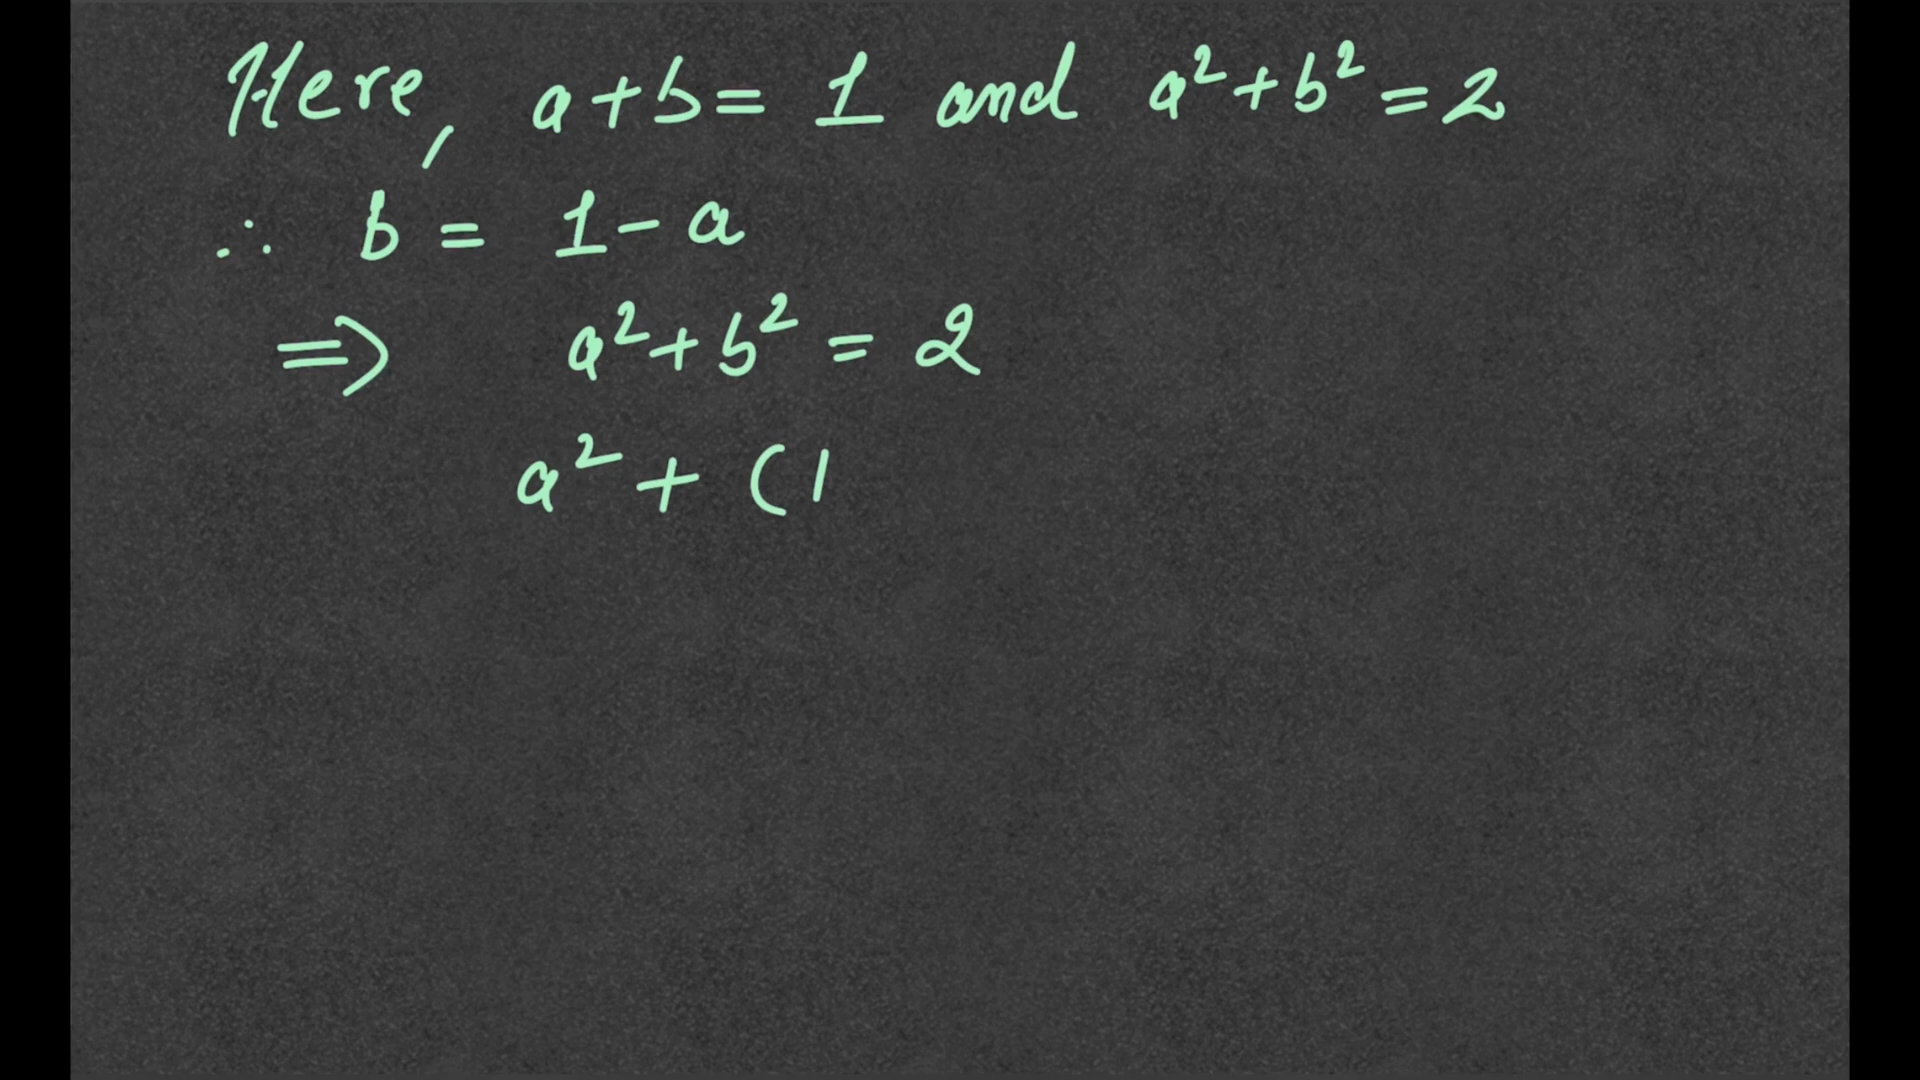 Here, a+b= 1 and a²+b²=2
∴ b = 1-a
⇒ a²+b² = 2
a² + (1